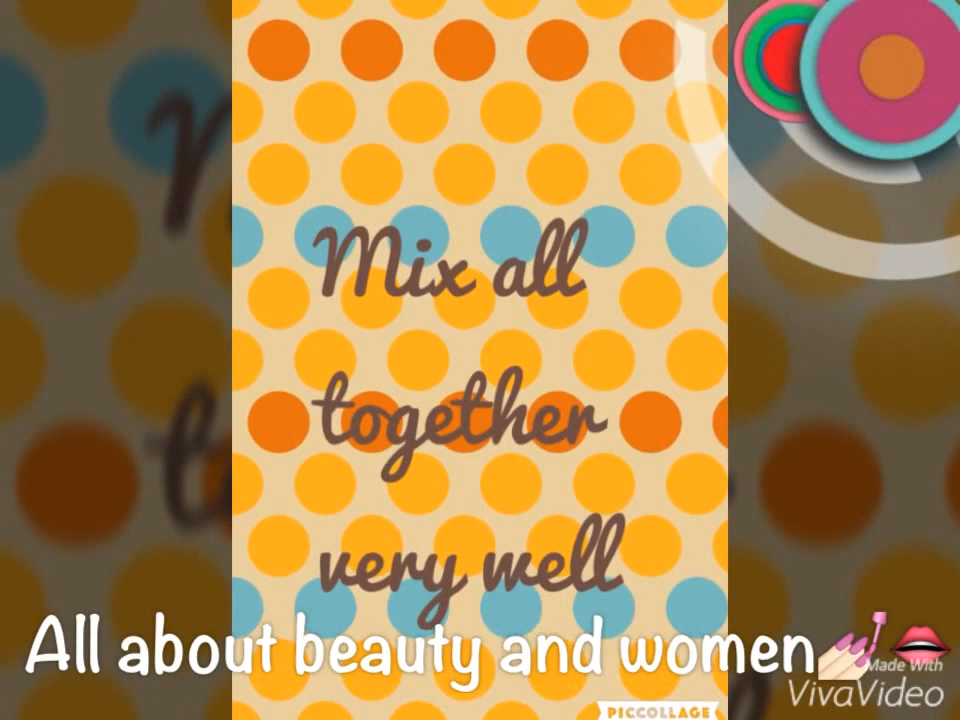 Mix all
together
very well
All about beauty and women💅👄
Made With
VivaVideo
PICCOLLAGE